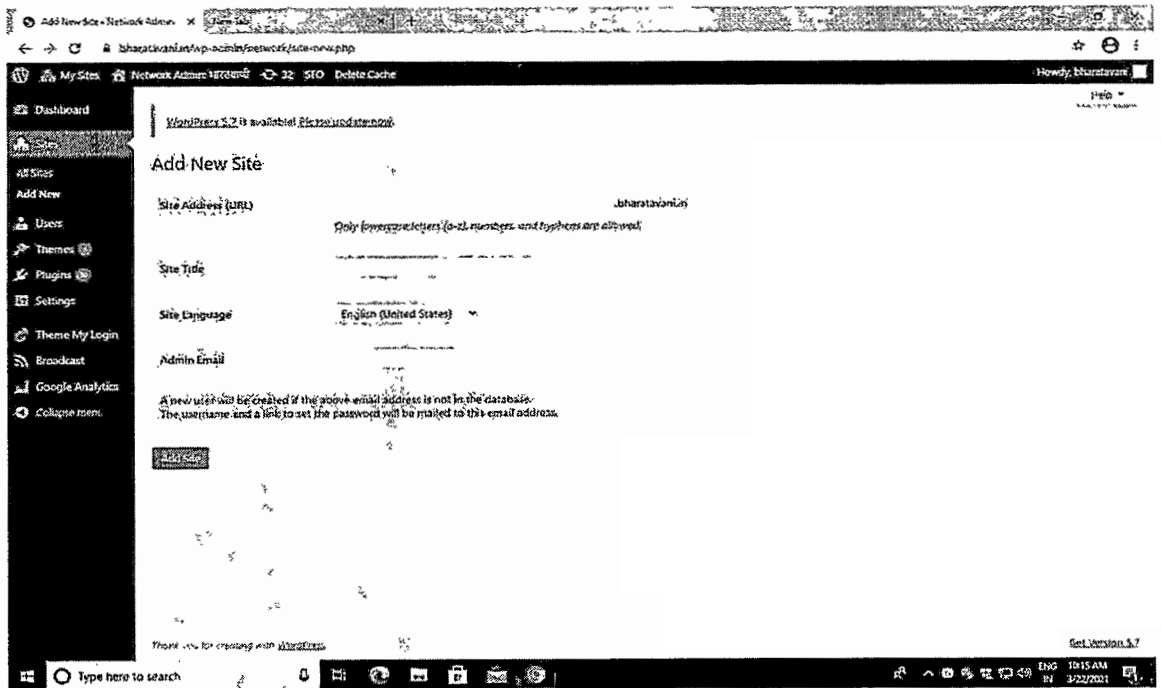 Add New Site ‹ Network Admin
New Tab
bharatavani.in/wp-admin/network/site-new.php
My Sites Network Admin: भारतवाणी 32 STO Delete Cache
Howdy, bharatavani
Help
Dashboard
WordPress 5.7 is available! Please update now.
Sites
Add New Site
All Sites
Add New
Site Address (URL)
.bharatavani.in
Only lowercase letters (a-z), numbers, and hyphens are allowed.
Users
Themes
Site Title
Plugins
Settings
Site Language
English (United States)
Theme My Login
Broadcast
Admin Email
Google Analytics
A new user will be created if the above email address is not in the database.
Collapse menu
The username and a link to set the password will be mailed to this email address.
Add Site
Thank you for creating with WordPress.
Get Version 5.7
Type here to search
ENG
IN
10:15 AM
3/22/2021